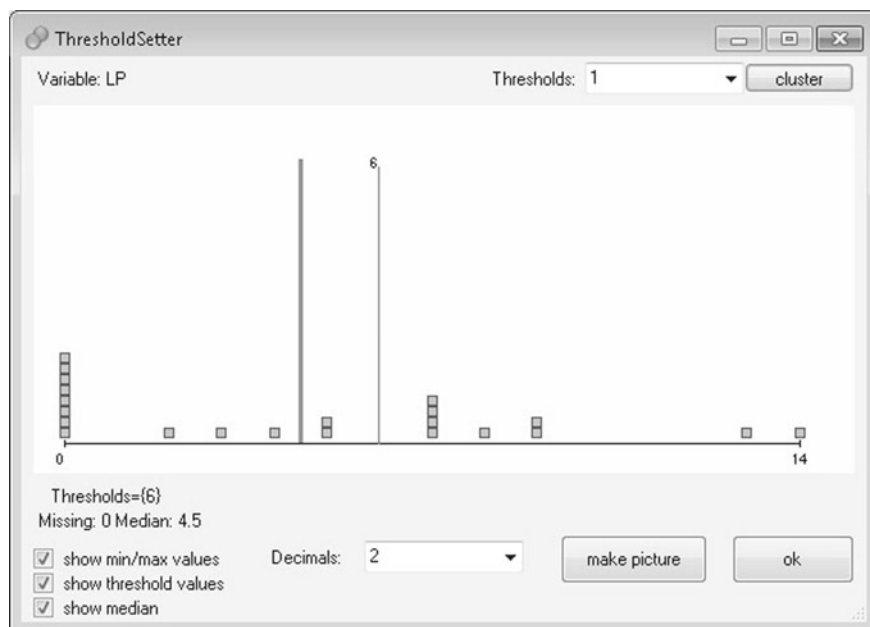 ThresholdSetter
Variable: LP
Thresholds: 1 cluster
6
0 14
Thresholds={6}
Missing: 0 Median: 4.5
show min/max values
Decimals: 2
make picture
ok
show threshold values
show median